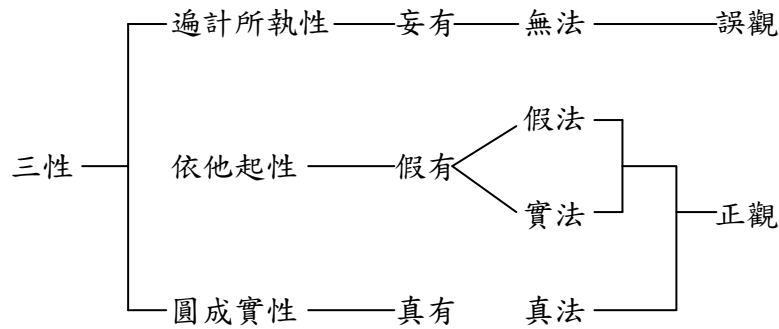 遍計所執性 妄有 無法 誤觀
假法
三性 依他起性 假有
實法 正觀
圓成實性 真有 真法